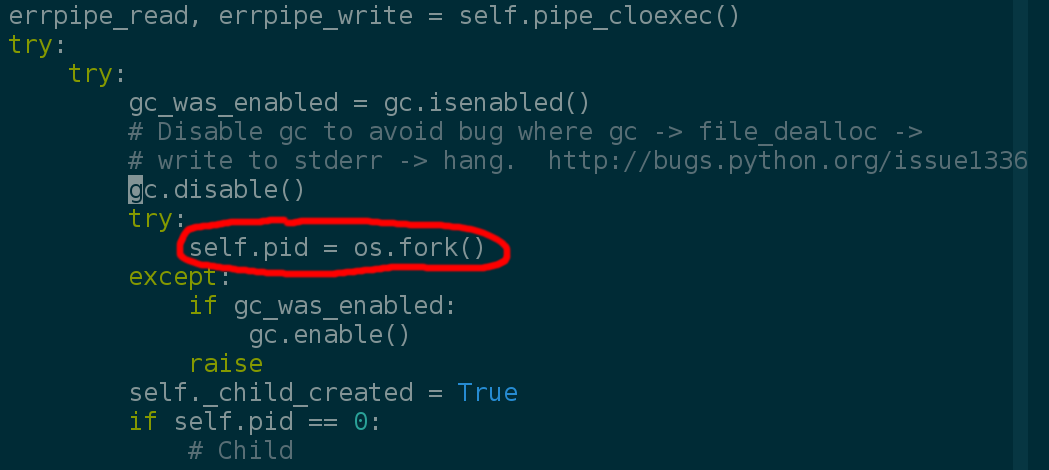 errpipe_read, errpipe_write = self.pipe_cloexec()
try:
    try:
        gc_was_enabled = gc.isenabled()
        # Disable gc to avoid bug where gc -> file_dealloc ->
        # write to stderr -> hang.  http://bugs.python.org/issue1336
        gc.disable()
        try:
            self.pid = os.fork()
        except:
            if gc_was_enabled:
                gc.enable()
            raise
        self._child_created = True
        if self.pid == 0:
            # Child